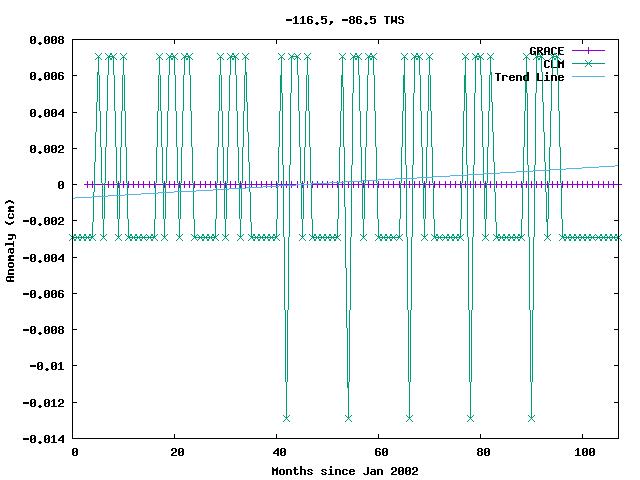 -116.5, -86.5 TWS
GRACE
CLM
Trend Line
0.008
0.006
0.004
0.002
0
-0.002
-0.004
-0.006
-0.008
-0.01
-0.012
-0.014
Anomaly (cm)
0 20 40 60 80 100
Months since Jan 2002